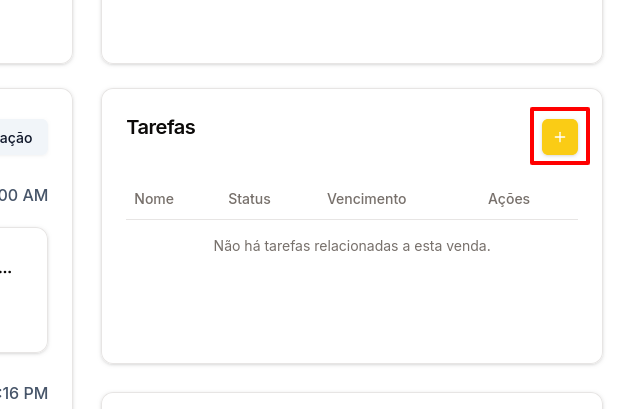 Tarefas
+
ação
00 AM
Nome Status Vencimento Ações
Não há tarefas relacionadas a esta venda.
...
:16 PM